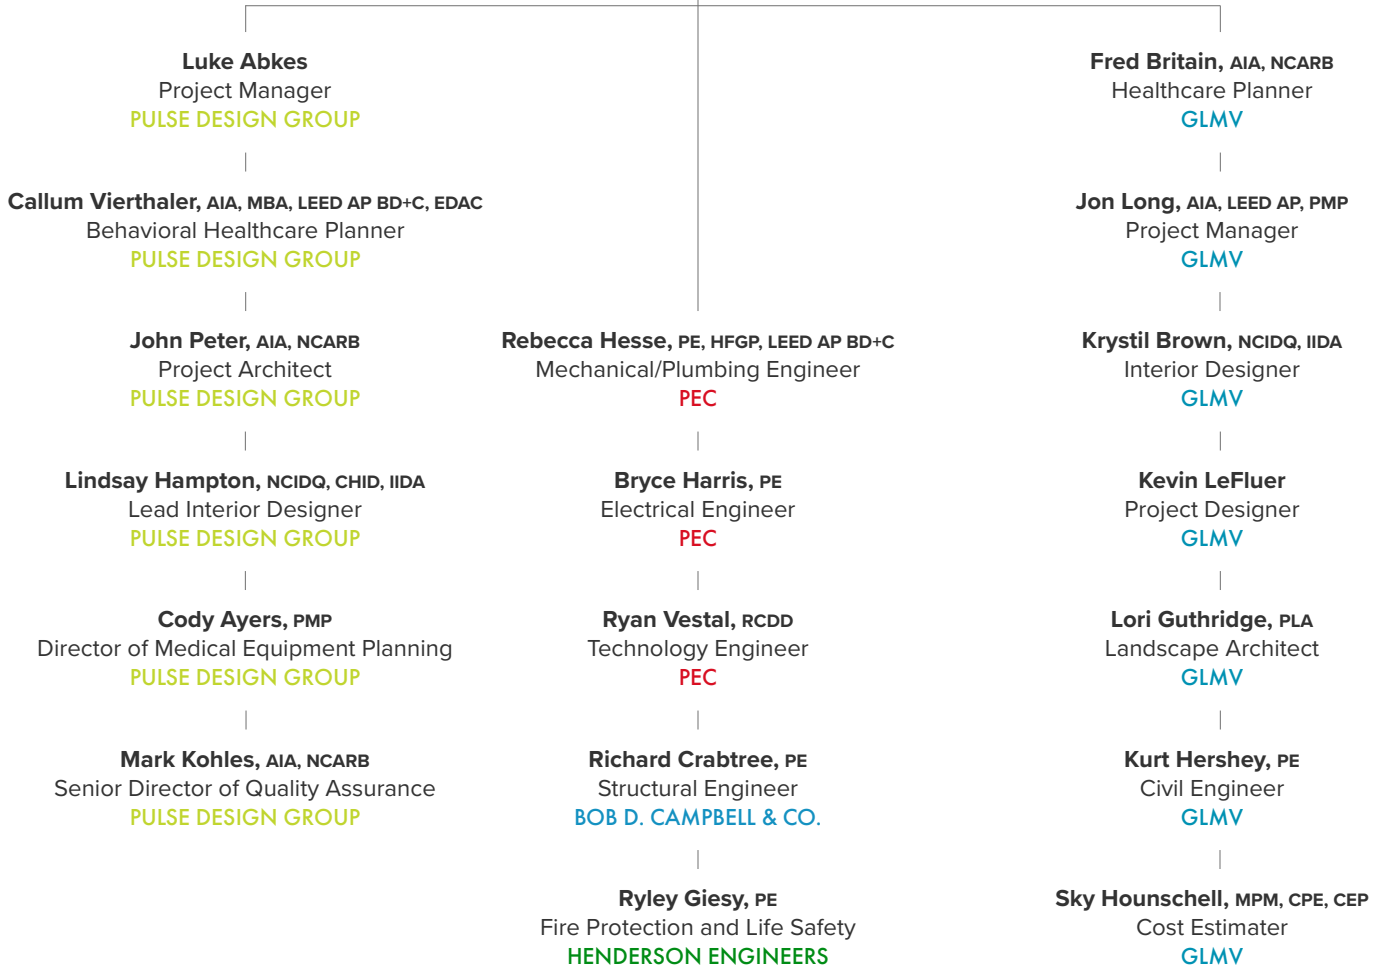 Luke Abkes
Project Manager
PULSE DESIGN GROUP
Callum Vierthaler, AIA, MBA, LEED AP BD+C, EDAC
Behavioral Healthcare Planner
PULSE DESIGN GROUP
John Peter, AIA, NCARB
Project Architect
PULSE DESIGN GROUP
Lindsay Hampton, NCIDQ, CHID, IIDA
Lead Interior Designer
PULSE DESIGN GROUP
Cody Ayers, PMP
Director of Medical Equipment Planning
PULSE DESIGN GROUP
Mark Kohles, AIA, NCARB
Senior Director of Quality Assurance
PULSE DESIGN GROUP
Rebecca Hesse, PE, HFGP, LEED AP BD+C
Mechanical/Plumbing Engineer
PEC
Bryce Harris, PE
Electrical Engineer
PEC
Ryan Vestal, RCDD
Technology Engineer
PEC
Richard Crabtree, PE
Structural Engineer
BOB D. CAMPBELL & CO.
Ryley Giesy, PE
Fire Protection and Life Safety
HENDERSON ENGINEERS
Fred Britain, AIA, NCARB
Healthcare Planner
GLMV
Jon Long, AIA, LEED AP, PMP
Project Manager
GLMV
Krystil Brown, NCIDQ, IIDA
Interior Designer
GLMV
Kevin LeFluer
Project Designer
GLMV
Lori Guthridge, PLA
Landscape Architect
GLMV
Kurt Hershey, PE
Civil Engineer
GLMV
Sky Hounschell, MPM, CPE, CEP
Cost Estimater
GLMV